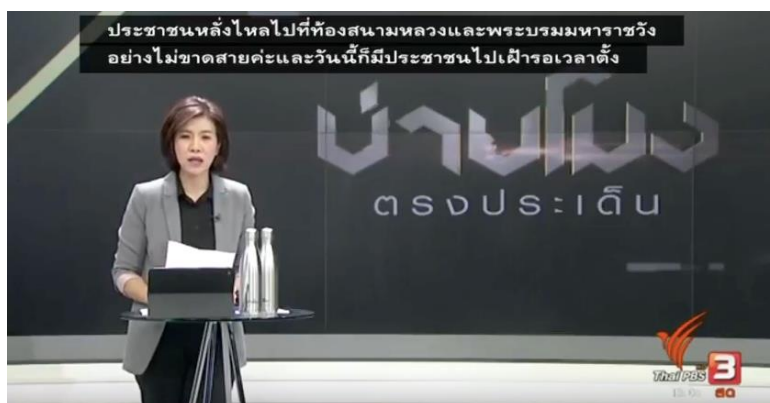 ประชาชนหลั่งไหลไปที่ท้องสนามหลวงและพระบรมมหาราชวัง
อย่างไม่ขาดสายค่ะและวันนี้ก็มีประชาชนไปเฝ้ารอเวลาตั้ง
บ่ายโมง
ตรงประเด็น
Thai PBS 3
สด